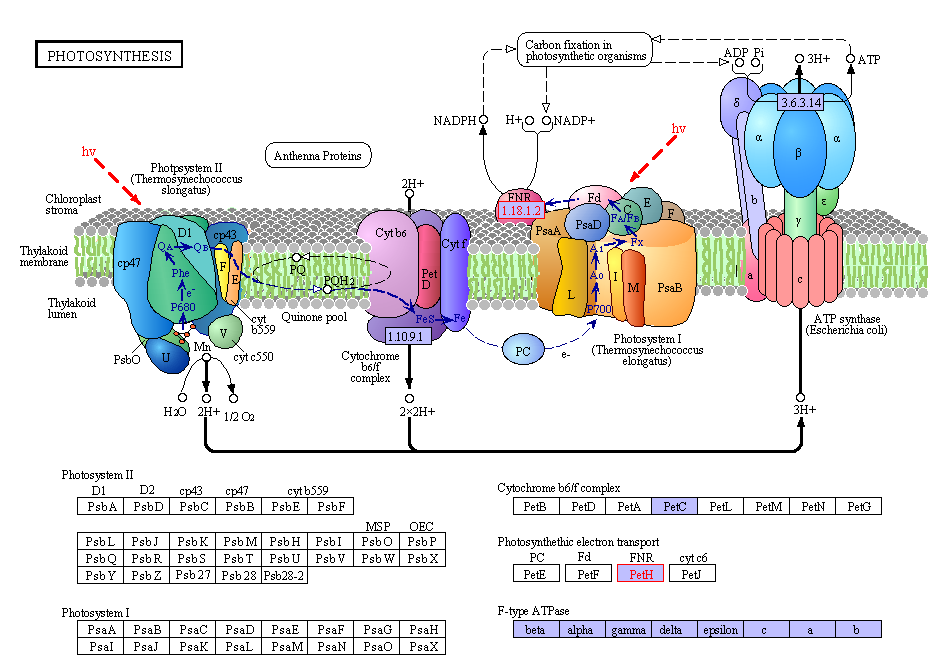 PHOTOSYNTHESIS
Carbon fixation in
photosynthetic organisms
ADP Pi
3H+
ATP
NADPH
H+
NADP+
3.6.3.14
δ
α
β
α
hν
hν
Photpsystem II
(Thermosynechococcus
slongatus)
Anthenna Proteins
2H+
FNR
1.18.1.2
Fd
FA/FB
C
E
F
b
γ
ε
Chloroplast
stroma
D1
cp43
QA
QB
Cyt b6
Cyt f
PsaA
PsaD
Fx
A1
Thylakoid
membrane
cp47
Phe
F
E
PQ
PQH2
Pet
D
A0
I
L
M
PsaB
a
c
e-
P680
Quinone pool
FeS
Fe
P700
Thylakoid
lumen
cyt
b559
V
cyt c550
1.10.9.1
PC
e-
ATP synthase
(Escherichia coli)
Mn
PsbO
U
Cytochrome
b6/f
complex
Photosystem I
(Thermosynechococcus
elongatus)
H2O
2H+
1/2 O2
2×2H+
3H+
Photosystem II
D1 D2 cp43 cp47 cyt b559
PsbA PsbD PsbC PsbB PsbE PsbF
MSP OEC
PsbL PsbJ PsbK PsbM PsbH PsbI PsbO PsbP
PsbQ PsbR PsbS PsbT PsbU PsbV PsbW PsbX
PsbY PsbZ Psb27 Psb28 Psb28-2
Photosystem I
PsaA PsaB PsaC PsaD PsaE PsaF PsaG PsaH
PsaI PsaJ PsaK PsaL PsaM PsaN PsaO PsaX
Cytochrome b6/f complex
PetB PetD PetA PetC PetL PetM PetN PetG
Photosynthethic electron transport
PC Fd FNR cyt c6
PetE PetF PetH PetJ
F-type ATPase
beta alpha gamma delta epsilon c a b